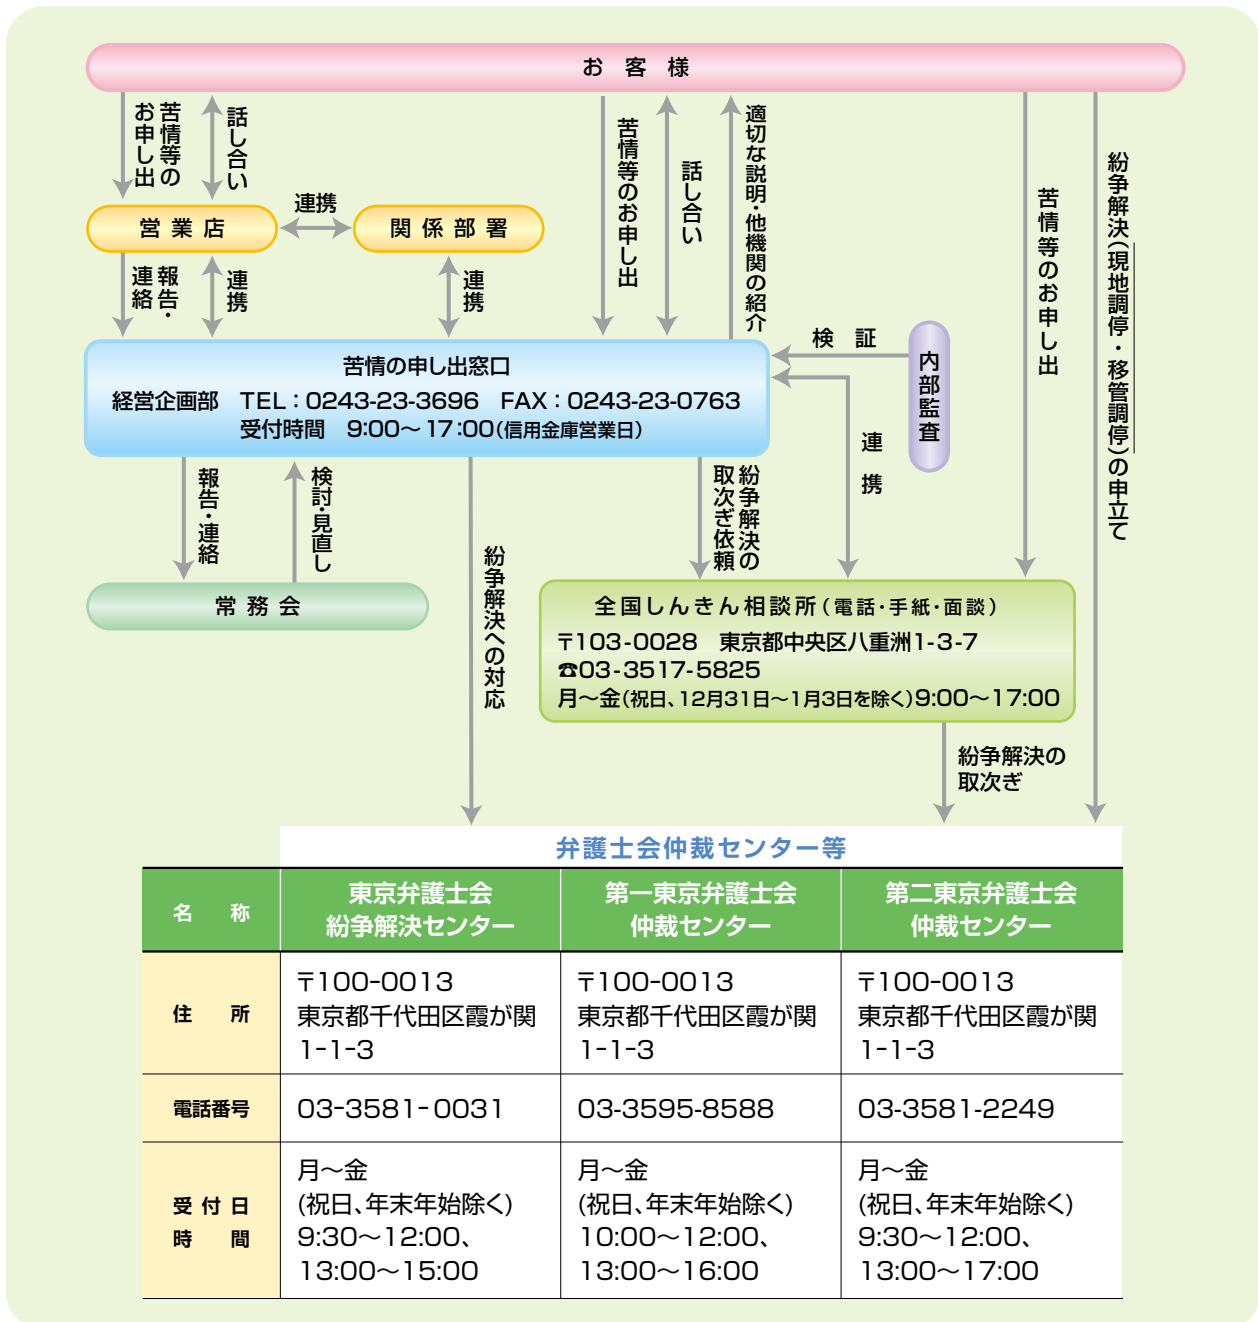 お客様
苦情等の
お申し出
話し合い
苦情等のお申し出
話し合い
適切な説明・他機関の紹介
苦情等のお申し出
紛争解決(現地調停・移管調停)の申立て
営業店
連携
関係部署
報告・
連絡
連携
連携
苦情の申し出窓口
経営企画部 TEL：0243-23-3696 FAX：0243-23-0763
受付時間 9:00〜17:00(信用金庫営業日)
検証
内部監査
連携
報告・連絡
検討・見直し
紛争解決への対応
紛争解決の
取次ぎ依頼
常務会
全国しんきん相談所(電話・手紙・面談)
〒103-0028 東京都中央区八重洲1-3-7
☎03-3517-5825
月〜金(祝日、12月31日〜1月3日を除く)9:00〜17:00
紛争解決の
取次ぎ
弁護士会仲裁センター等
名称
東京弁護士会
紛争解決センター
第一東京弁護士会
仲裁センター
第二東京弁護士会
仲裁センター
住所
〒100-0013
東京都千代田区霞が関
1-1-3
〒100-0013
東京都千代田区霞が関
1-1-3
〒100-0013
東京都千代田区霞が関
1-1-3
電話番号
03-3581-0031
03-3595-8588
03-3581-2249
受付日
時間
月〜金
(祝日、年末年始除く)
9:30〜12:00、
13:00〜15:00
月〜金
(祝日、年末年始除く)
10:00〜12:00、
13:00〜16:00
月〜金
(祝日、年末年始除く)
9:30〜12:00、
13:00〜17:00